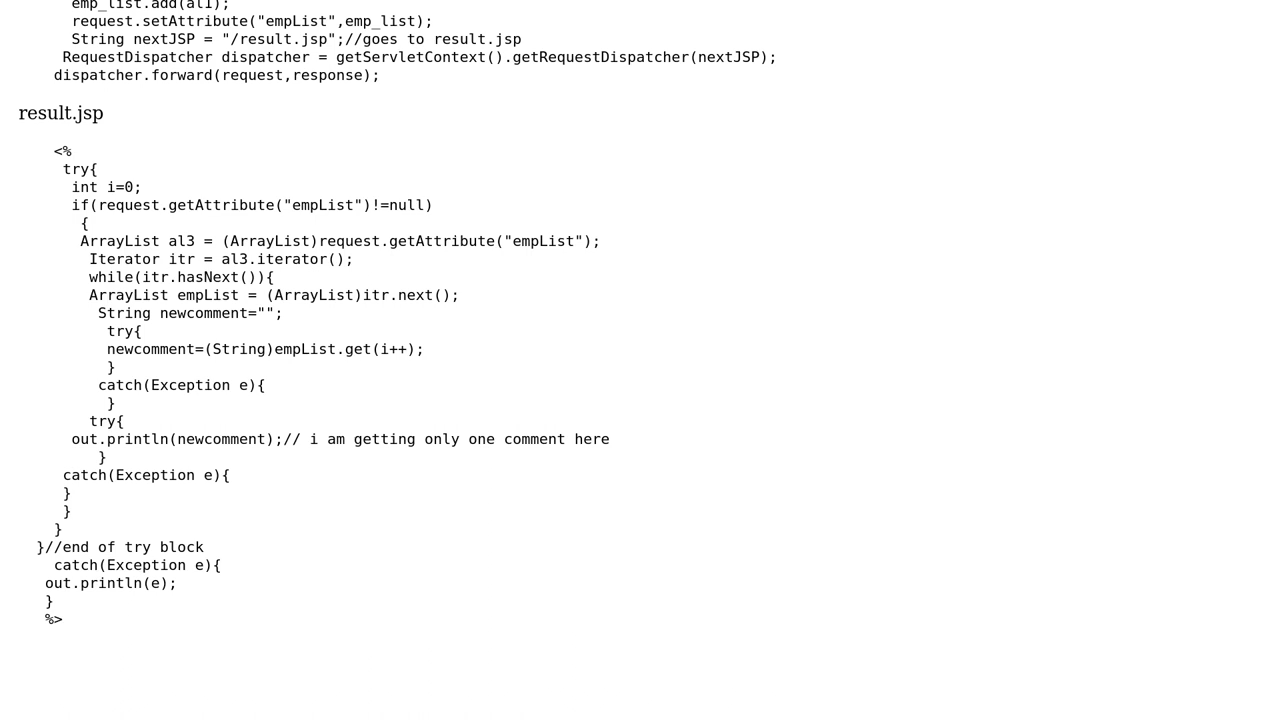 emp_list.add(al1);
request.setAttribute("empList",emp_list);
String nextJSP = "/result.jsp";//goes to result.jsp
RequestDispatcher dispatcher = getServletContext().getRequestDispatcher(nextJSP);
dispatcher.forward(request,response);
result.jsp
<%
try{
int i=0;
if(request.getAttribute("empList")!=null)
{
ArrayList al3 = (ArrayList)request.getAttribute("empList");
Iterator itr = al3.iterator();
while(itr.hasNext()){
ArrayList empList = (ArrayList)itr.next();
String newcomment="";
try{
newcomment=(String)empList.get(i++);
}
catch(Exception e){
}
try{
out.println(newcomment);// i am getting only one comment here
}
catch(Exception e){
}
}
}
}//end of try block
catch(Exception e){
out.println(e);
}
%>